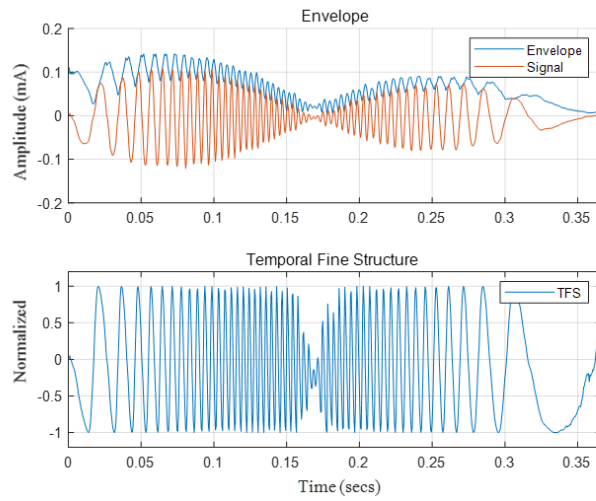 Envelope
0.2
0.1
0
-0.1
-0.2
Amplitude (mA)
Envelope
Signal
0 0.05 0.1 0.15 0.2 0.25 0.3 0.35
Temporal Fine Structure
1
0.5
0
-0.5
-1
Normalized
TFS
0 0.05 0.1 0.15 0.2 0.25 0.3 0.35
Time (secs)